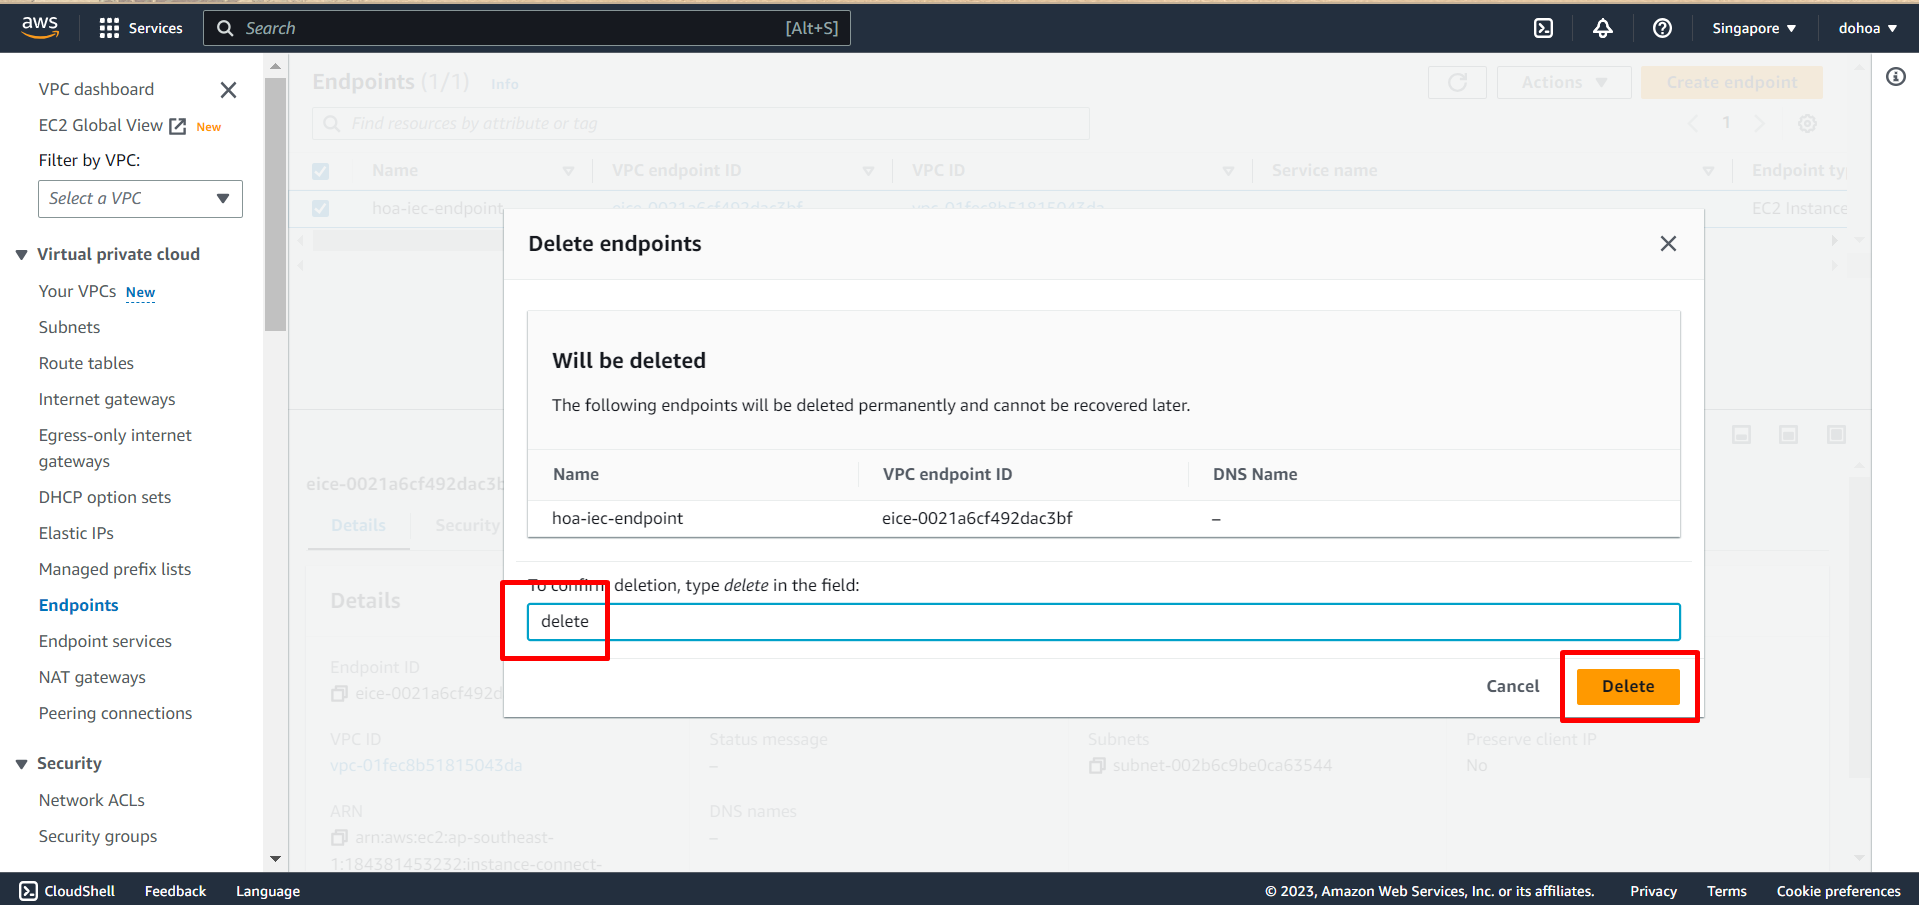 aws
Services
Search
[Alt+S]
Singapore
dohoa
VPC dashboard
EC2 Global View
New
Filter by VPC:
Select a VPC
Virtual private cloud
Your VPCs New
Subnets
Route tables
Internet gateways
Egress-only internet
gateways
DHCP option sets
Elastic IPs
Managed prefix lists
Endpoints
Endpoint services
NAT gateways
Peering connections
Security
Network ACLs
Security groups
Endpoints (1/1) Info
Actions
Create endpoint
Find resources by attribute or tag
1
Name
VPC endpoint ID
VPC ID
Service name
Endpoint ty
hoa-iec-endpoint
eice-0021a6cf492dac3bf
vpc-01fec8b51815043da
EC2 Instance
Delete endpoints
Will be deleted
The following endpoints will be deleted permanently and cannot be recovered later.
Name
VPC endpoint ID
DNS Name
hoa-iec-endpoint
eice-0021a6cf492dac3bf
–
To confirm deletion, type delete in the field:
delete
Cancel
Delete
eice-0021a6cf492dac3b
Details
Security
Details
Endpoint ID
eice-0021a6cf492d
VPC ID
vpc-01fec8b51815043da
Status message
–
Subnets
subnet-002b6c9be0ca63544
Preserve client IP
No
ARN
arn:aws:ec2:ap-southeast-
1:184381453232:instance-connect-
DNS names
–
CloudShell
Feedback
Language
© 2023, Amazon Web Services, Inc. or its affiliates.
Privacy
Terms
Cookie preferences